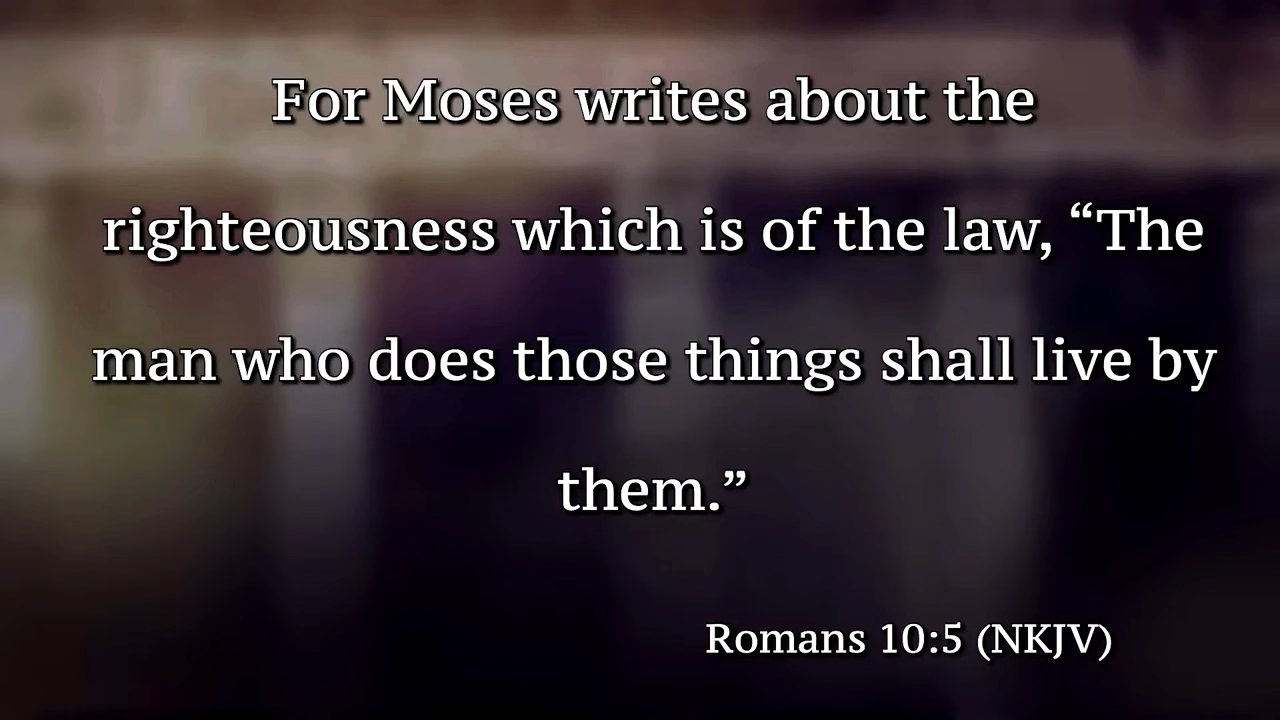 For Moses writes about the
righteousness which is of the law, “The
man who does those things shall live by
them.”
Romans 10:5 (NKJV)